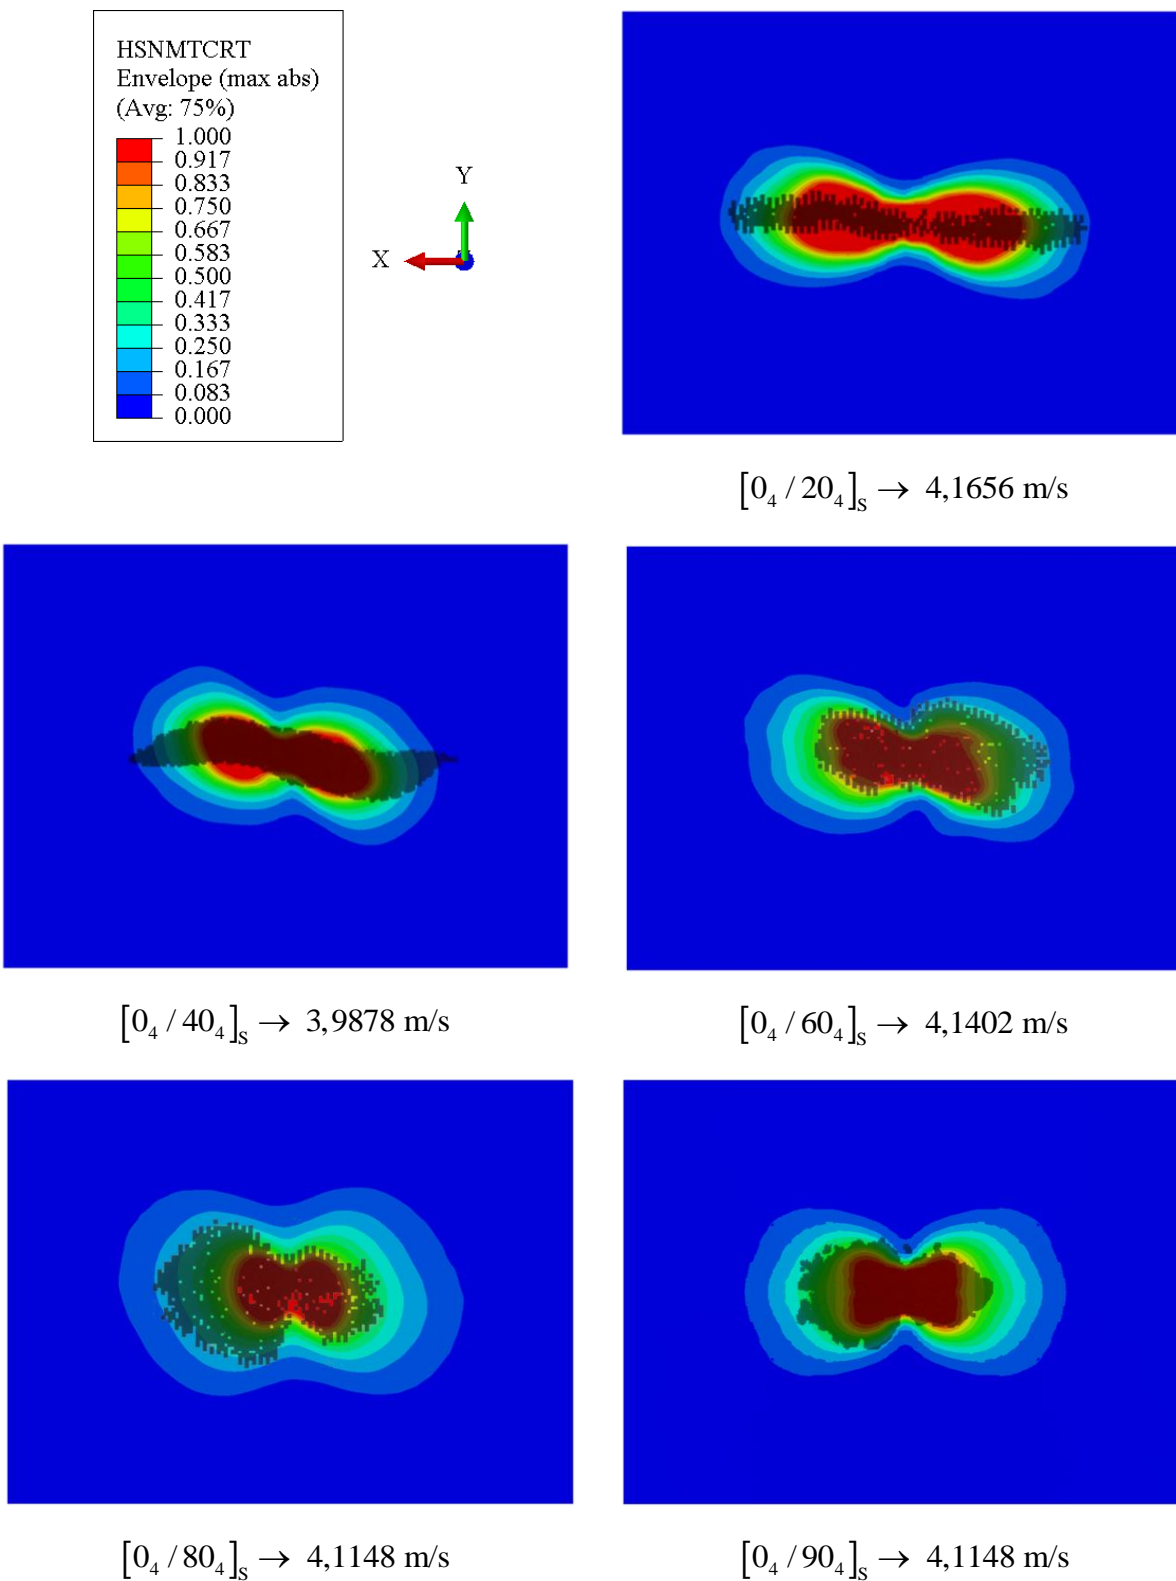 HSNMTCRT
Envelope (max abs)
(Avg: 75%)
1.000
0.917
0.833
0.750
0.667
0.583
0.500
0.417
0.333
0.250
0.167
0.083
0.000
Y
X
[0₄ / 20₄]ₛ → 4,1656 m/s
[0₄ / 40₄]ₛ → 3,9878 m/s
[0₄ / 60₄]ₛ → 4,1402 m/s
[0₄ / 80₄]ₛ → 4,1148 m/s
[0₄ / 90₄]ₛ → 4,1148 m/s